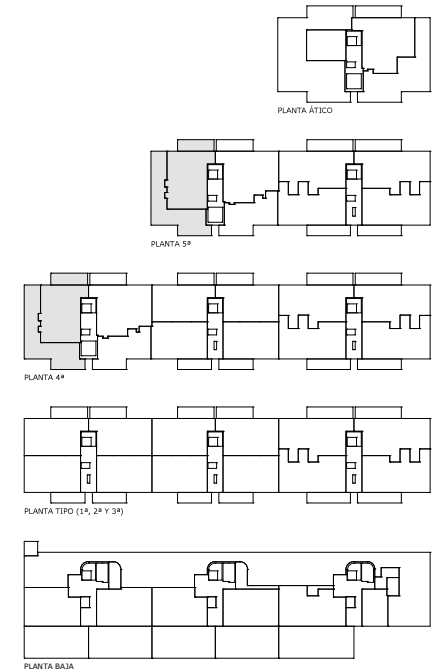 PLANTA ÁTICO
PLANTA 5ª
PLANTA 4ª
PLANTA TIPO (1ª, 2ª Y 3ª)
PLANTA BAJA